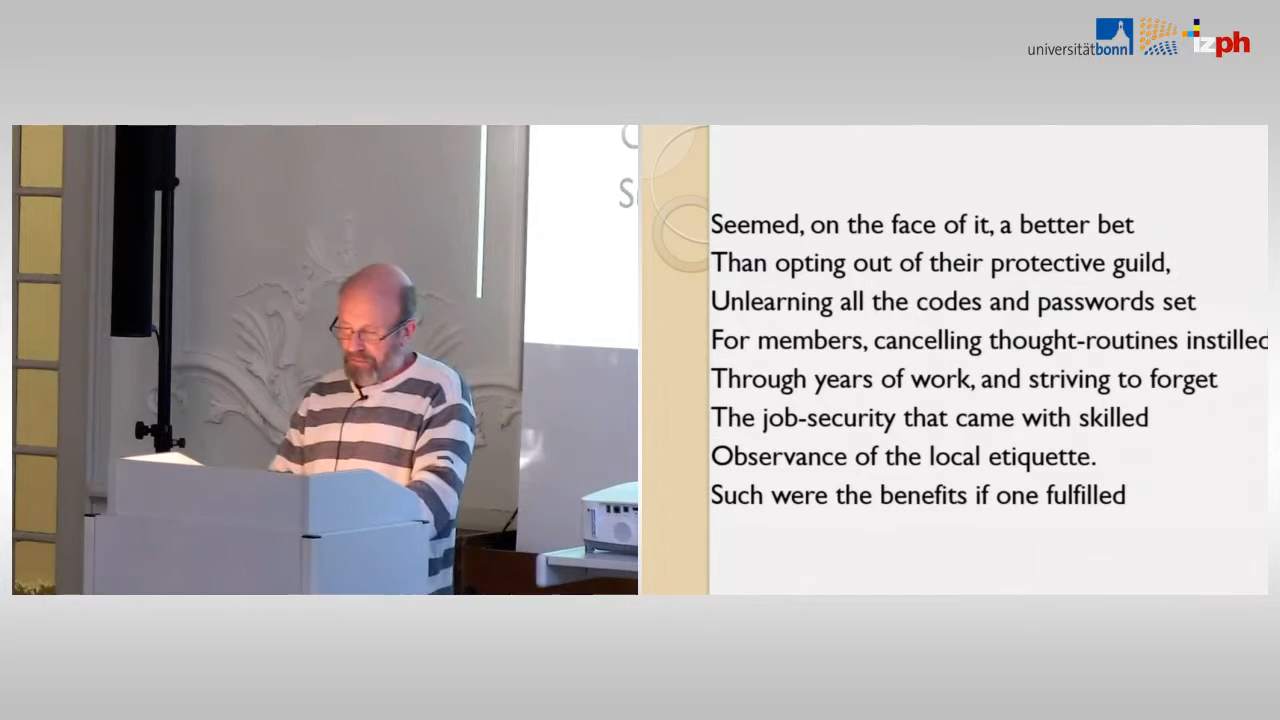 universitätbonn
izph
Seemed, on the face of it, a better bet
Than opting out of their protective guild,
Unlearning all the codes and passwords set
For members, cancelling thought-routines instilled
Through years of work, and striving to forget
The job-security that came with skilled
Observance of the local etiquette.
Such were the benefits if one fulfilled